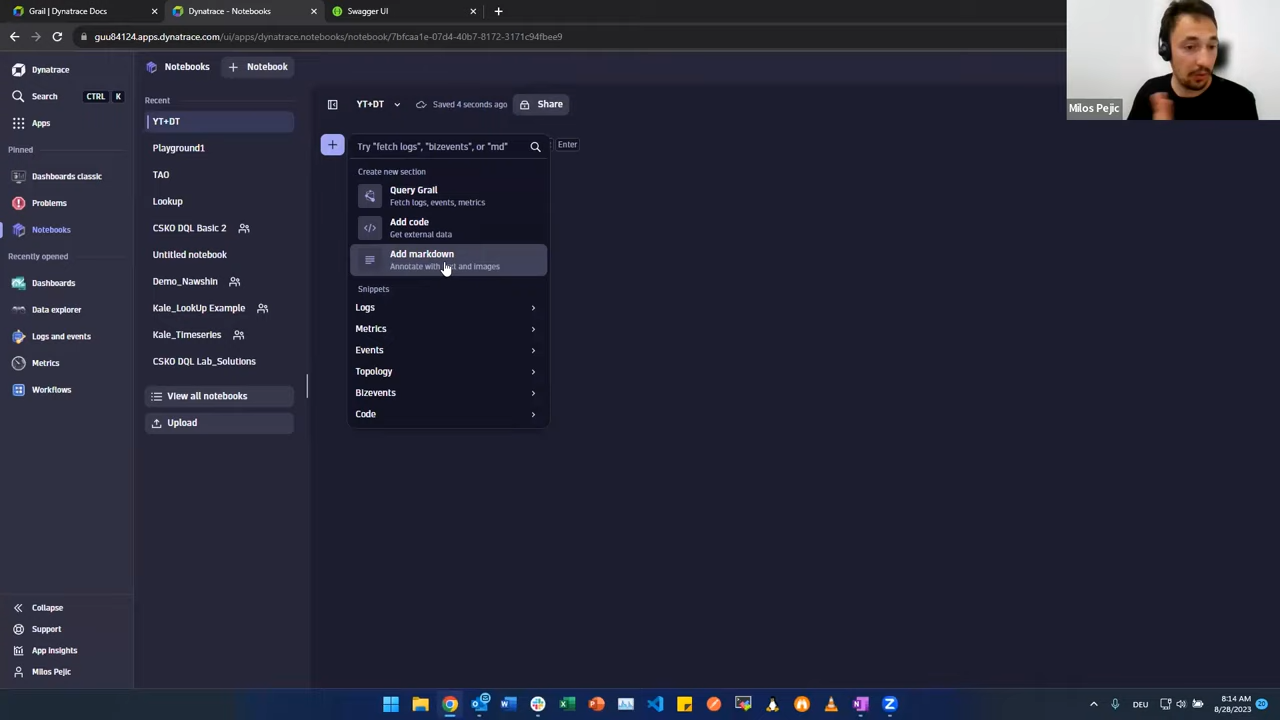 Grail | Dynatrace Docs
Dynatrace - Notebooks
Swagger UI
guu84124.apps.dynatrace.com/ui/apps/dynatrace.notebooks/notebook/7bfcaa1e-07d4-40b7-8172-3171c94fbee9
Milos Pejic
Dynatrace
Search CTRL K
Apps
Pinned
Dashboards classic
Problems
Notebooks
Recently opened
Dashboards
Data explorer
Logs and events
Metrics
Workflows
Collapse
Support
App Insights
Milos Pejic
Notebooks
Notebook
Recent
YT+DT
Playground1
TAO
Lookup
CSKO DQL Basic 2
Untitled notebook
Demo_Nawshin
Kale_LookUp Example
Kale_Timeseries
CSKO DQL Lab_Solutions
View all notebooks
Upload
YT+DT
Saved 4 seconds ago
Share
Try "fetch logs", "bizevents", or "md"
Enter
Create new section
Query Grail
Fetch logs, events, metrics
Add code
Get external data
Add markdown
Annotate with text and images
Snippets
Logs
Metrics
Events
Topology
Bizevents
Code
DEU
8:14 AM
8/28/2023